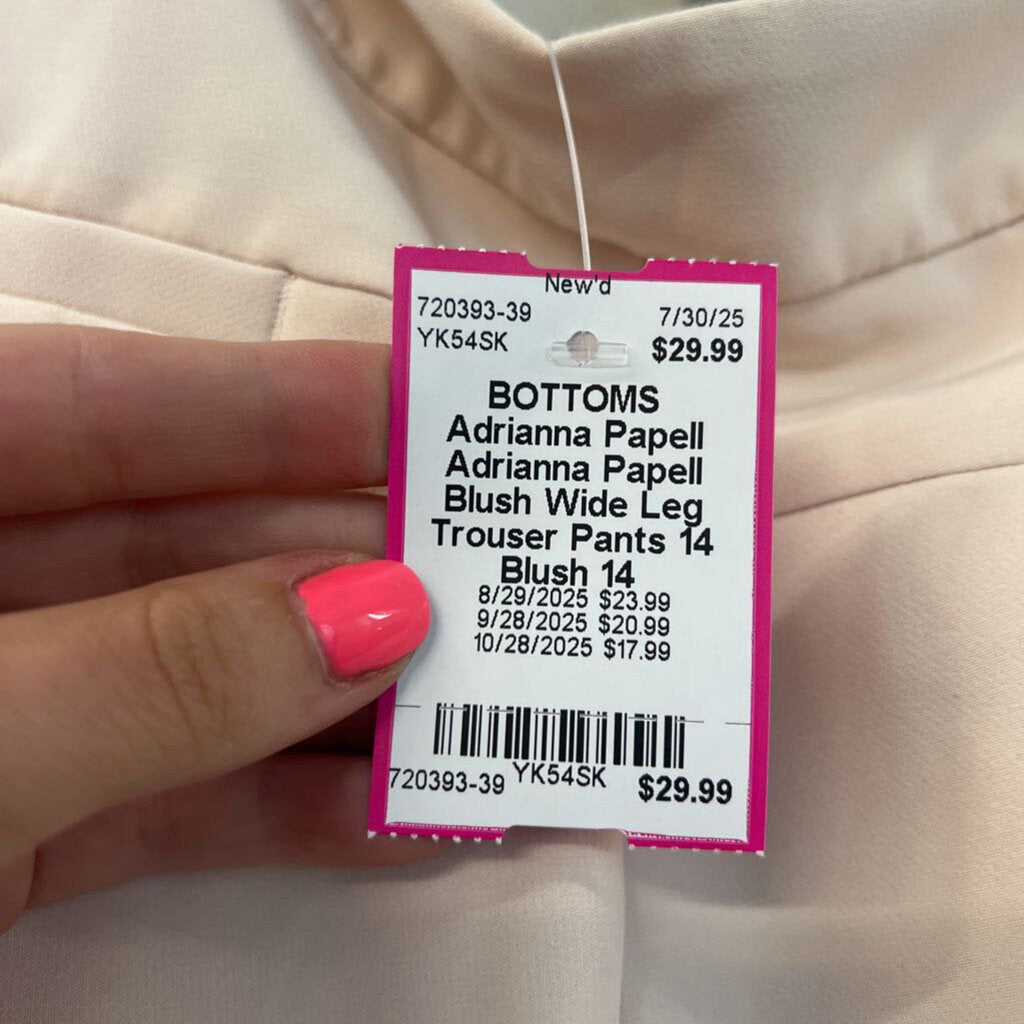 New'd
720393-39 7/30/25
YK54SK $29.99
BOTTOMS
Adrianna Papell
Adrianna Papell
Blush Wide Leg
Trouser Pants 14
Blush 14
8/29/2025 $23.99
9/28/2025 $20.99
10/28/2025 $17.99
720393-39 YK54SK $29.99